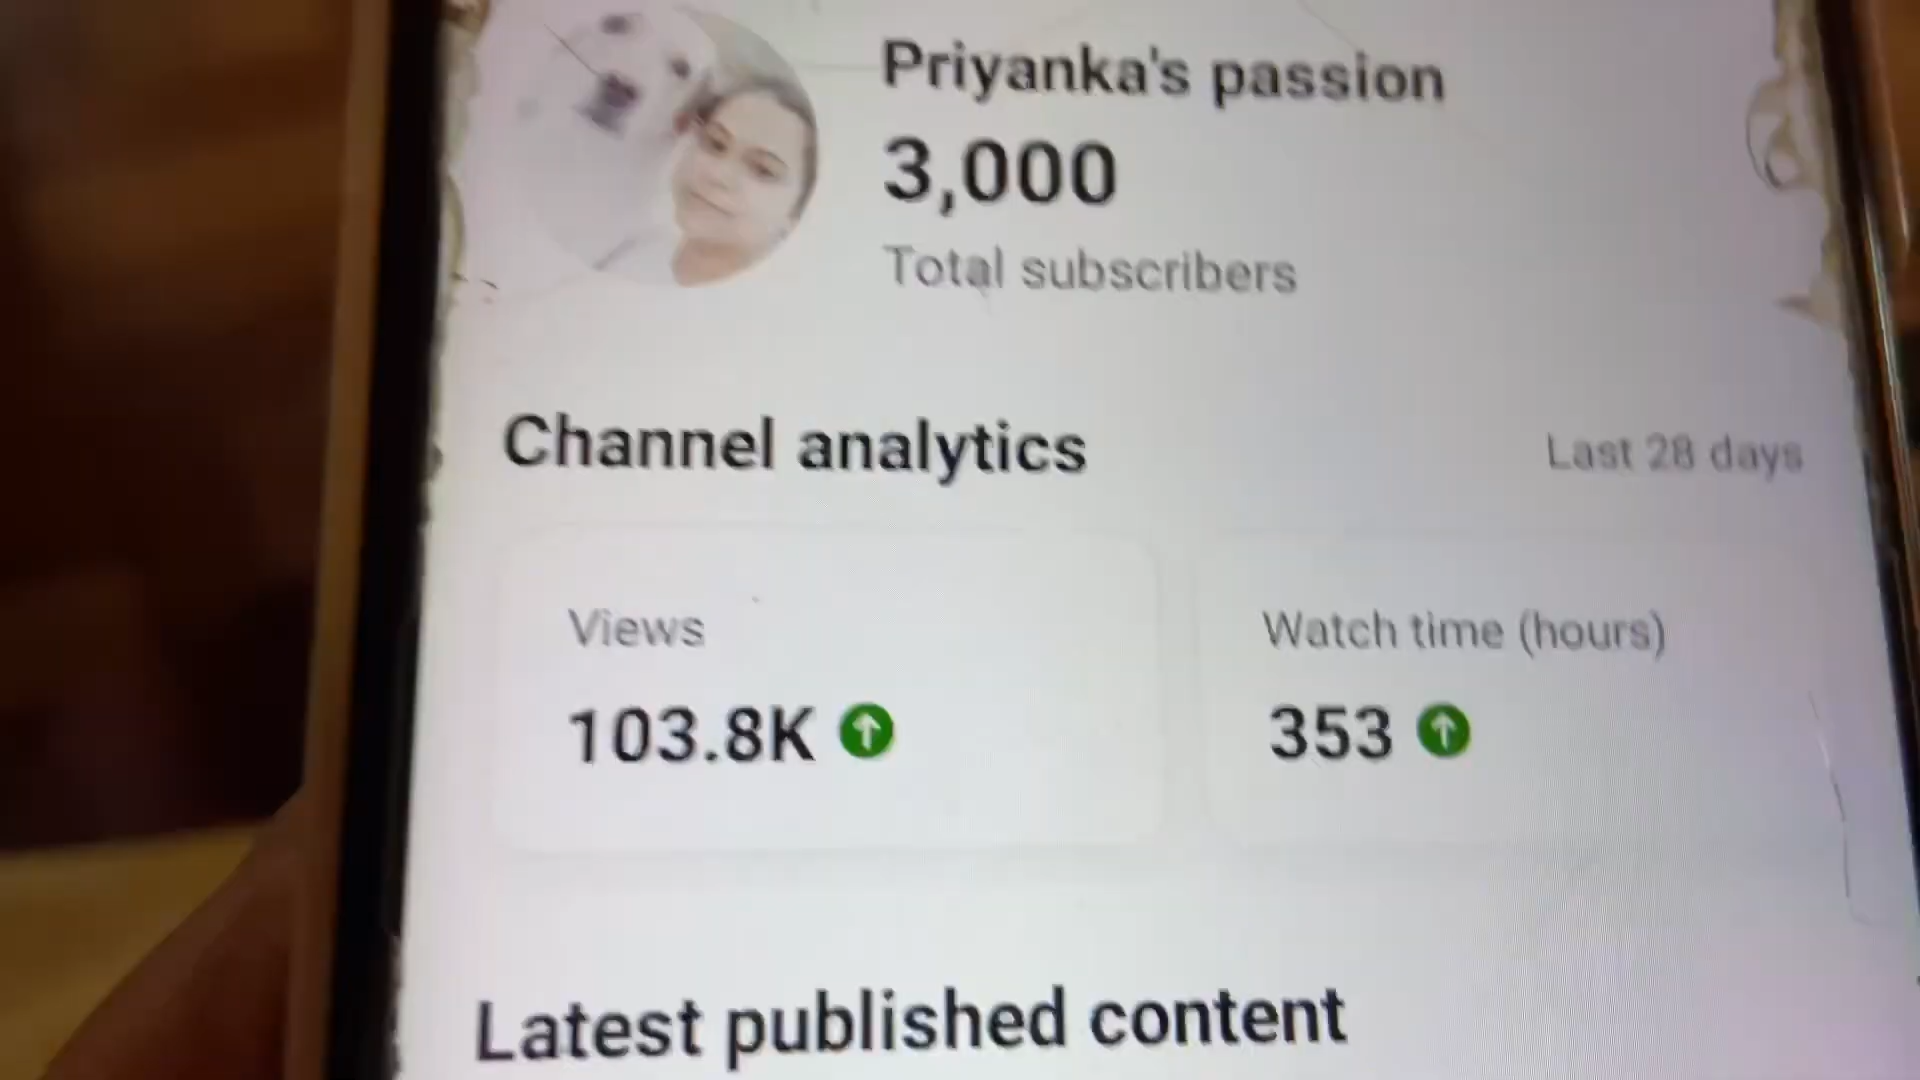 Priyanka's passion
3,000
Total subscribers
Channel analytics
Last 28 days
Views
Watch time (hours)
103.8K
353
Latest published content